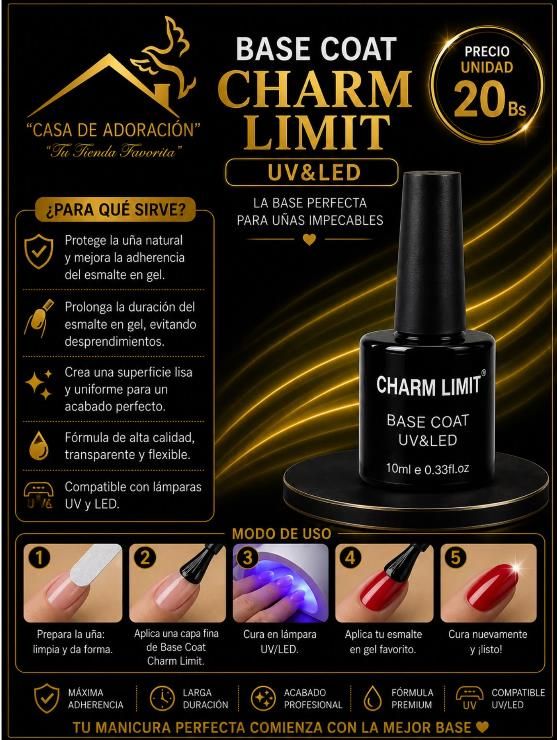 "CASA DE ADORACIÓN"
"Tu Tienda Favorita"
BASE COAT
CHARM
LIMIT
UV&LED
LA BASE PERFECTA
PARA UÑAS IMPECABLES
PRECIO
UNIDAD
20 Bs
¿PARA QUÉ SIRVE?
Protege la uña natural
y mejora la adherencia
del esmalte en gel.
Prolonga la duración del
esmalte en gel, evitando
desprendimientos.
Crea una superficie lisa
y uniforme para un
acabado perfecto.
Fórmula de alta calidad,
transparente y flexible.
Compatible con lámparas
UV y LED.
CHARM LIMIT®
BASE COAT
UV&LED
10ml e 0.33fl.oz
MODO DE USO
1
2
3
4
5
Prepara la uña:
limpia y da forma.
Aplica una capa fina
de Base Coat
Charm Limit.
Cura en lámpara
UV/LED.
Aplica tu esmalte
en gel favorito.
Cura nuevamente
y ¡listo!
MÁXIMA
ADHERENCIA
LARGA
DURACIÓN
ACABADO
PROFESIONAL
FÓRMULA
PREMIUM
UV
COMPATIBLE
UV/LED
TU MANICURA PERFECTA COMIENZA CON LA MEJOR BASE